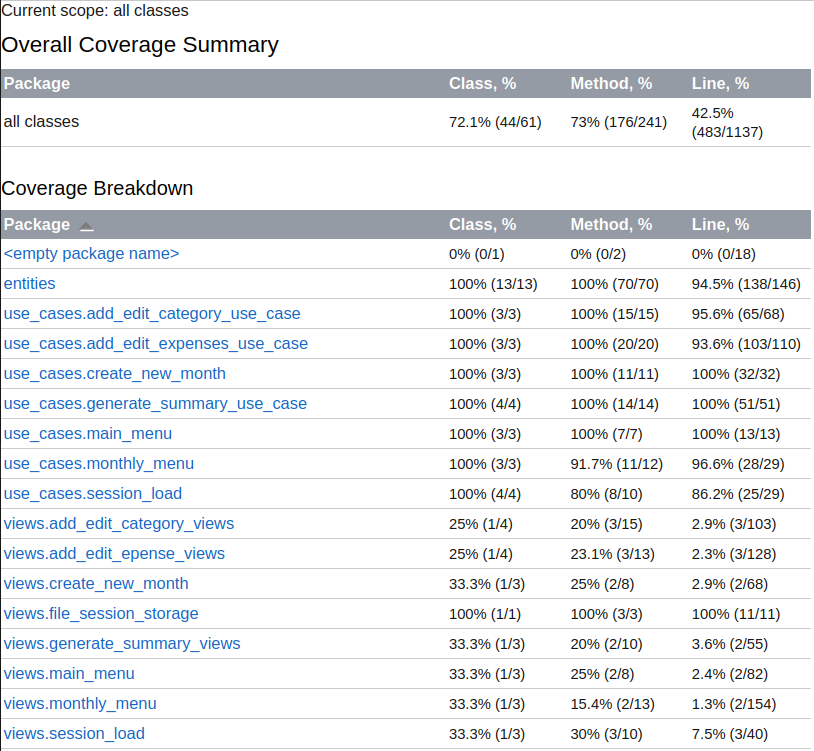 Current scope: all classes
Overall Coverage Summary
Package Class, % Method, % Line, %
all classes 72.1% (44/61) 73% (176/241) 42.5% (483/1137)
Coverage Breakdown
Package Class, % Method, % Line, %
<empty package name> 0% (0/1) 0% (0/2) 0% (0/18)
entities 100% (13/13) 100% (70/70) 94.5% (138/146)
use_cases.add_edit_category_use_case 100% (3/3) 100% (15/15) 95.6% (65/68)
use_cases.add_edit_expenses_use_case 100% (3/3) 100% (20/20) 93.6% (103/110)
use_cases.create_new_month 100% (3/3) 100% (11/11) 100% (32/32)
use_cases.generate_summary_use_case 100% (4/4) 100% (14/14) 100% (51/51)
use_cases.main_menu 100% (3/3) 100% (7/7) 100% (13/13)
use_cases.monthly_menu 100% (3/3) 91.7% (11/12) 96.6% (28/29)
use_cases.session_load 100% (4/4) 80% (8/10) 86.2% (25/29)
views.add_edit_category_views 25% (1/4) 20% (3/15) 2.9% (3/103)
views.add_edit_epense_views 25% (1/4) 23.1% (3/13) 2.3% (3/128)
views.create_new_month 33.3% (1/3) 25% (2/8) 2.9% (2/68)
views.file_session_storage 100% (1/1) 100% (3/3) 100% (11/11)
views.generate_summary_views 33.3% (1/3) 20% (2/10) 3.6% (2/55)
views.main_menu 33.3% (1/3) 25% (2/8) 2.4% (2/82)
views.monthly_menu 33.3% (1/3) 15.4% (2/13) 1.3% (2/154)
views.session_load 33.3% (1/3) 30% (3/10) 7.5% (3/40)